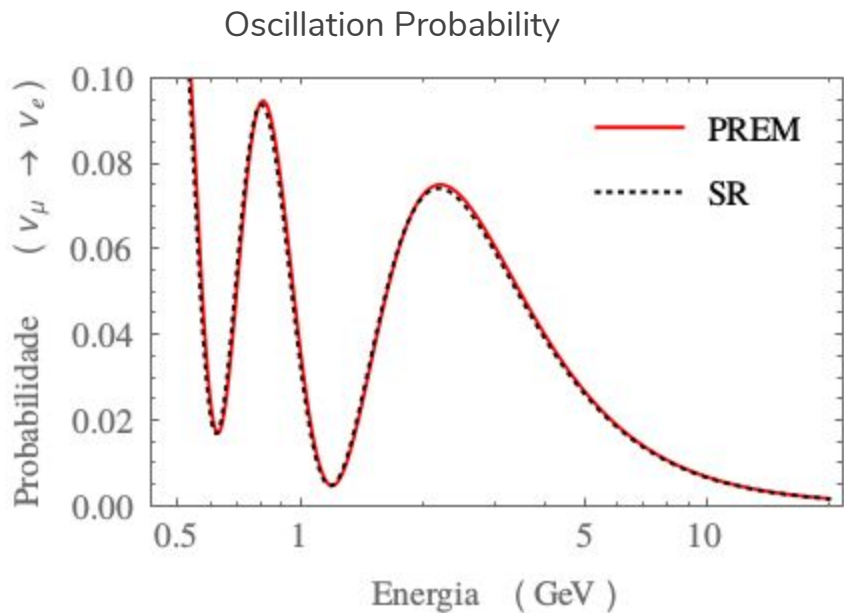 Oscillation Probability
Probabilidade ( ν_μ → ν_e )
0.10
0.08
0.06
0.04
0.02
0.00
PREM
SR
0.5 1 5 10
Energia ( GeV )